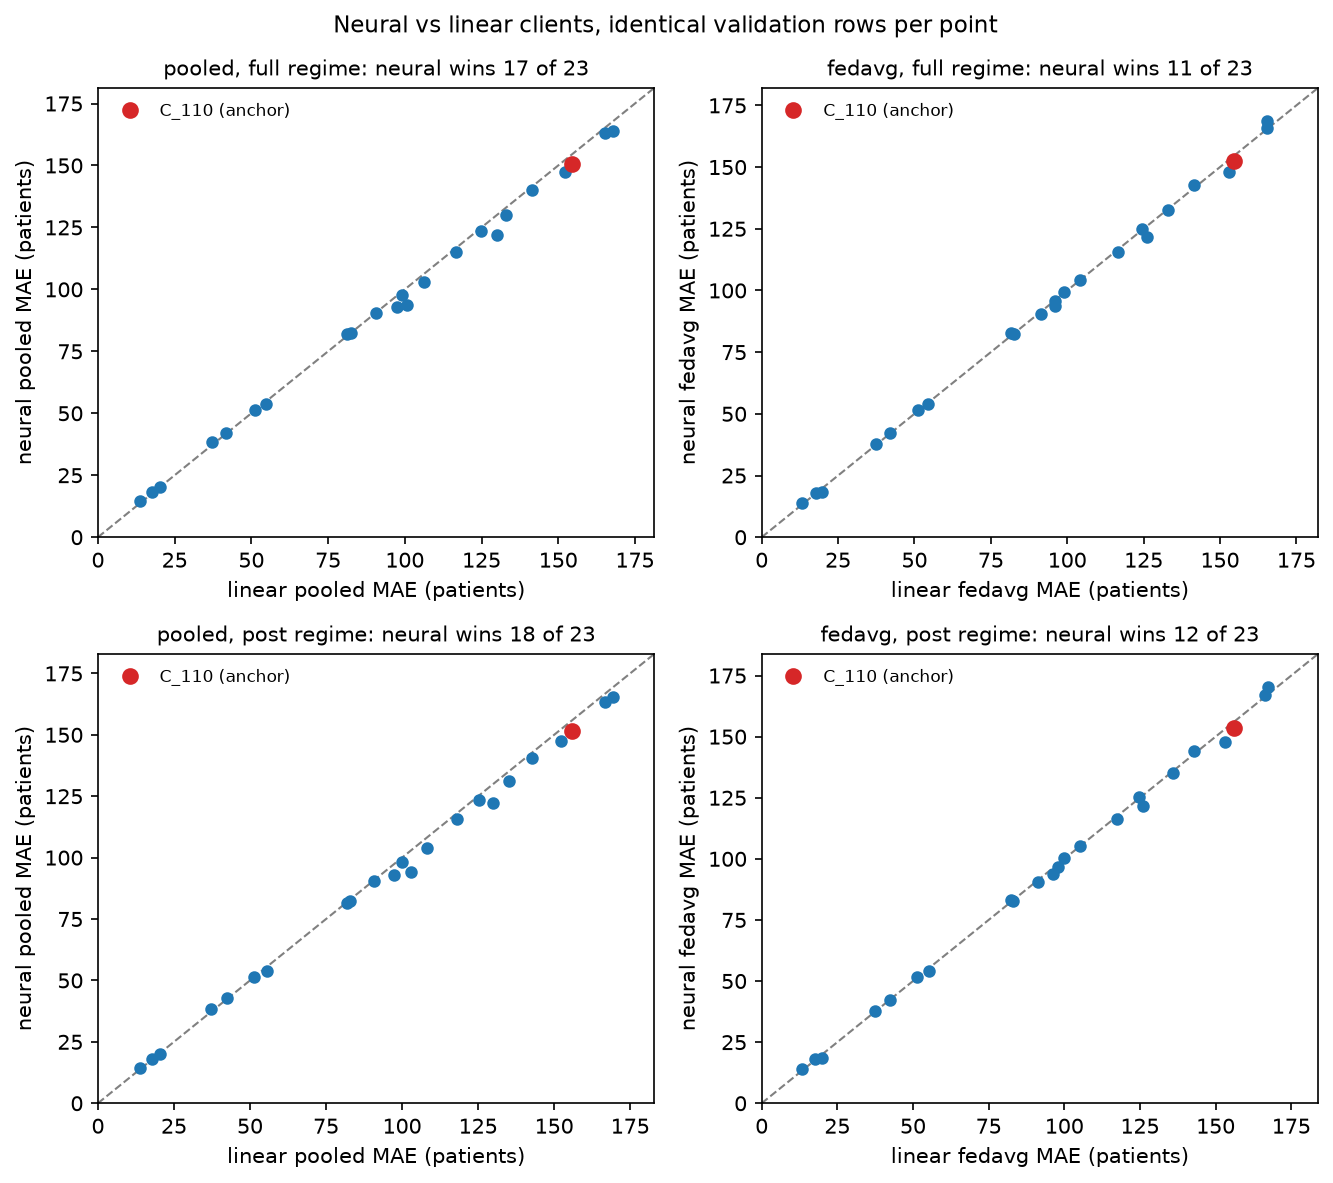 Neural vs linear clients, identical validation rows per point
pooled, full regime: neural wins 17 of 23
C_110 (anchor)
neural pooled MAE (patients)
175
150
125
100
75
50
25
0
0 25 50 75 100 125 150 175
linear pooled MAE (patients)
fedavg, full regime: neural wins 11 of 23
C_110 (anchor)
neural fedavg MAE (patients)
175
150
125
100
75
50
25
0
0 25 50 75 100 125 150 175
linear fedavg MAE (patients)
pooled, post regime: neural wins 18 of 23
C_110 (anchor)
neural pooled MAE (patients)
175
150
125
100
75
50
25
0
0 25 50 75 100 125 150 175
linear pooled MAE (patients)
fedavg, post regime: neural wins 12 of 23
C_110 (anchor)
neural fedavg MAE (patients)
175
150
125
100
75
50
25
0
0 25 50 75 100 125 150 175
linear fedavg MAE (patients)